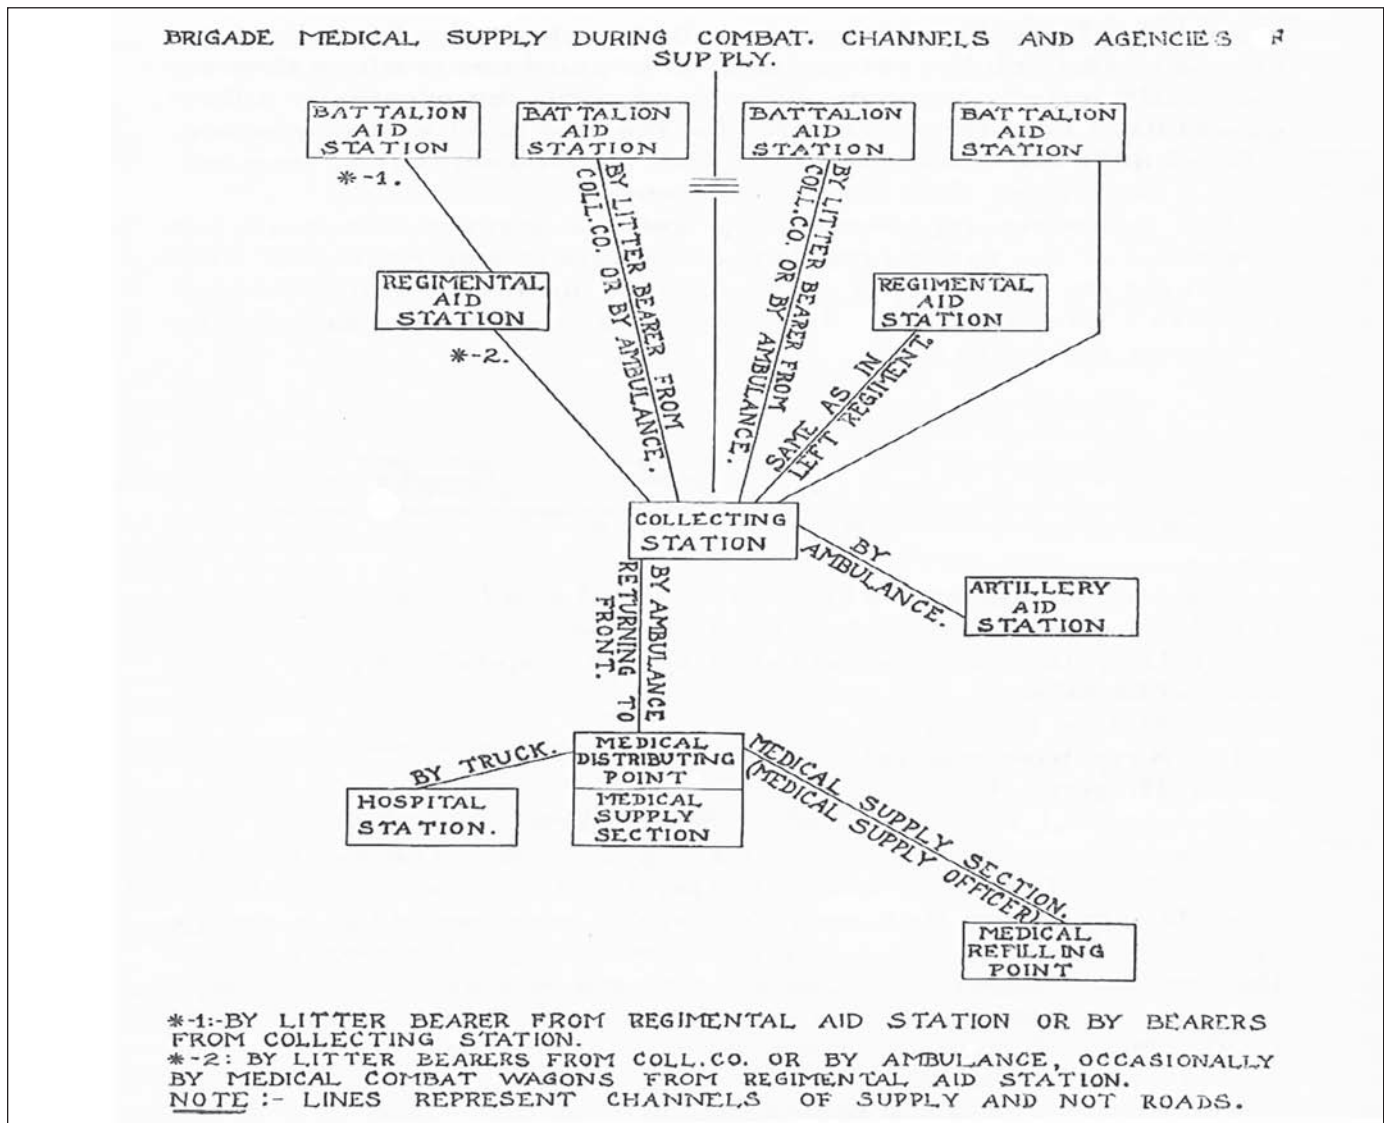 BRIGADE MEDICAL SUPPLY DURING COMBAT. CHANNELS AND AGENCIES
SUPPLY.
BATTALION
AID
STATION
BATTALION
AID
STATION
BATTALION
AID
STATION
BATTALION
AID
STATION
*-1.
BY LITTER BEARER FROM
COLL.CO. OR BY AMBULANCE.
BY LITTER BEARER FROM
COLL.CO. OR BY AMBULANCE.
REGIMENTAL
AID
STATION
REGIMENTAL
AID
STATION
*-2.
SAME AS IN
LEFT REGIMENT.
COLLECTING
STATION
BY
AMBULANCE.
ARTILLERY
AID
STATION
BY AMBULANCE
RETURNING TO
FRONT.
MEDICAL
DISTRIBUTING
POINT
MEDICAL
SUPPLY
SECTION
BY TRUCK.
HOSPITAL
STATION.
MEDICAL SUPPLY SECTION.
(MEDICAL SUPPLY OFFICER)
MEDICAL
REFILLING
POINT
*-1:-BY LITTER BEARER FROM REGIMENTAL AID STATION OR BY BEARERS
FROM COLLECTING STATION.
*-2: BY LITTER BEARERS FROM COLL.CO. OR BY AMBULANCE, OCCASIONALLY
BY MEDICAL COMBAT WAGONS FROM REGIMENTAL AID STATION.
NOTE:- LINES REPRESENT CHANNELS OF SUPPLY AND NOT ROADS.